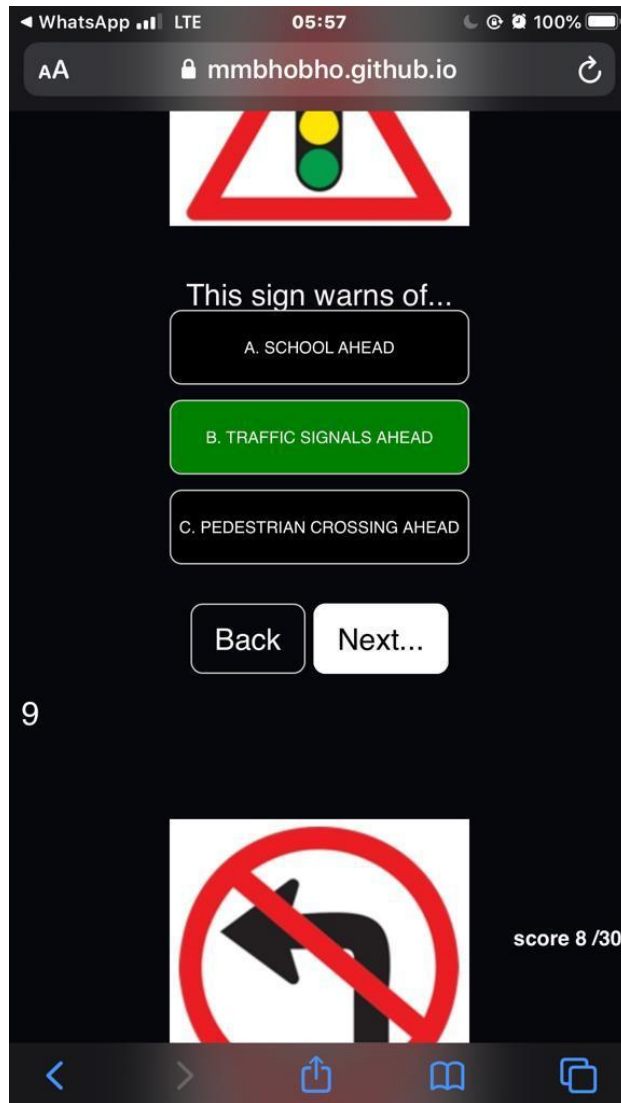 WhatsApp LTE 05:57 100%
AA mmbhobho.github.io
This sign warns of...
A. SCHOOL AHEAD
B. TRAFFIC SIGNALS AHEAD
C. PEDESTRIAN CROSSING AHEAD
Back Next...
9
score 8 /30